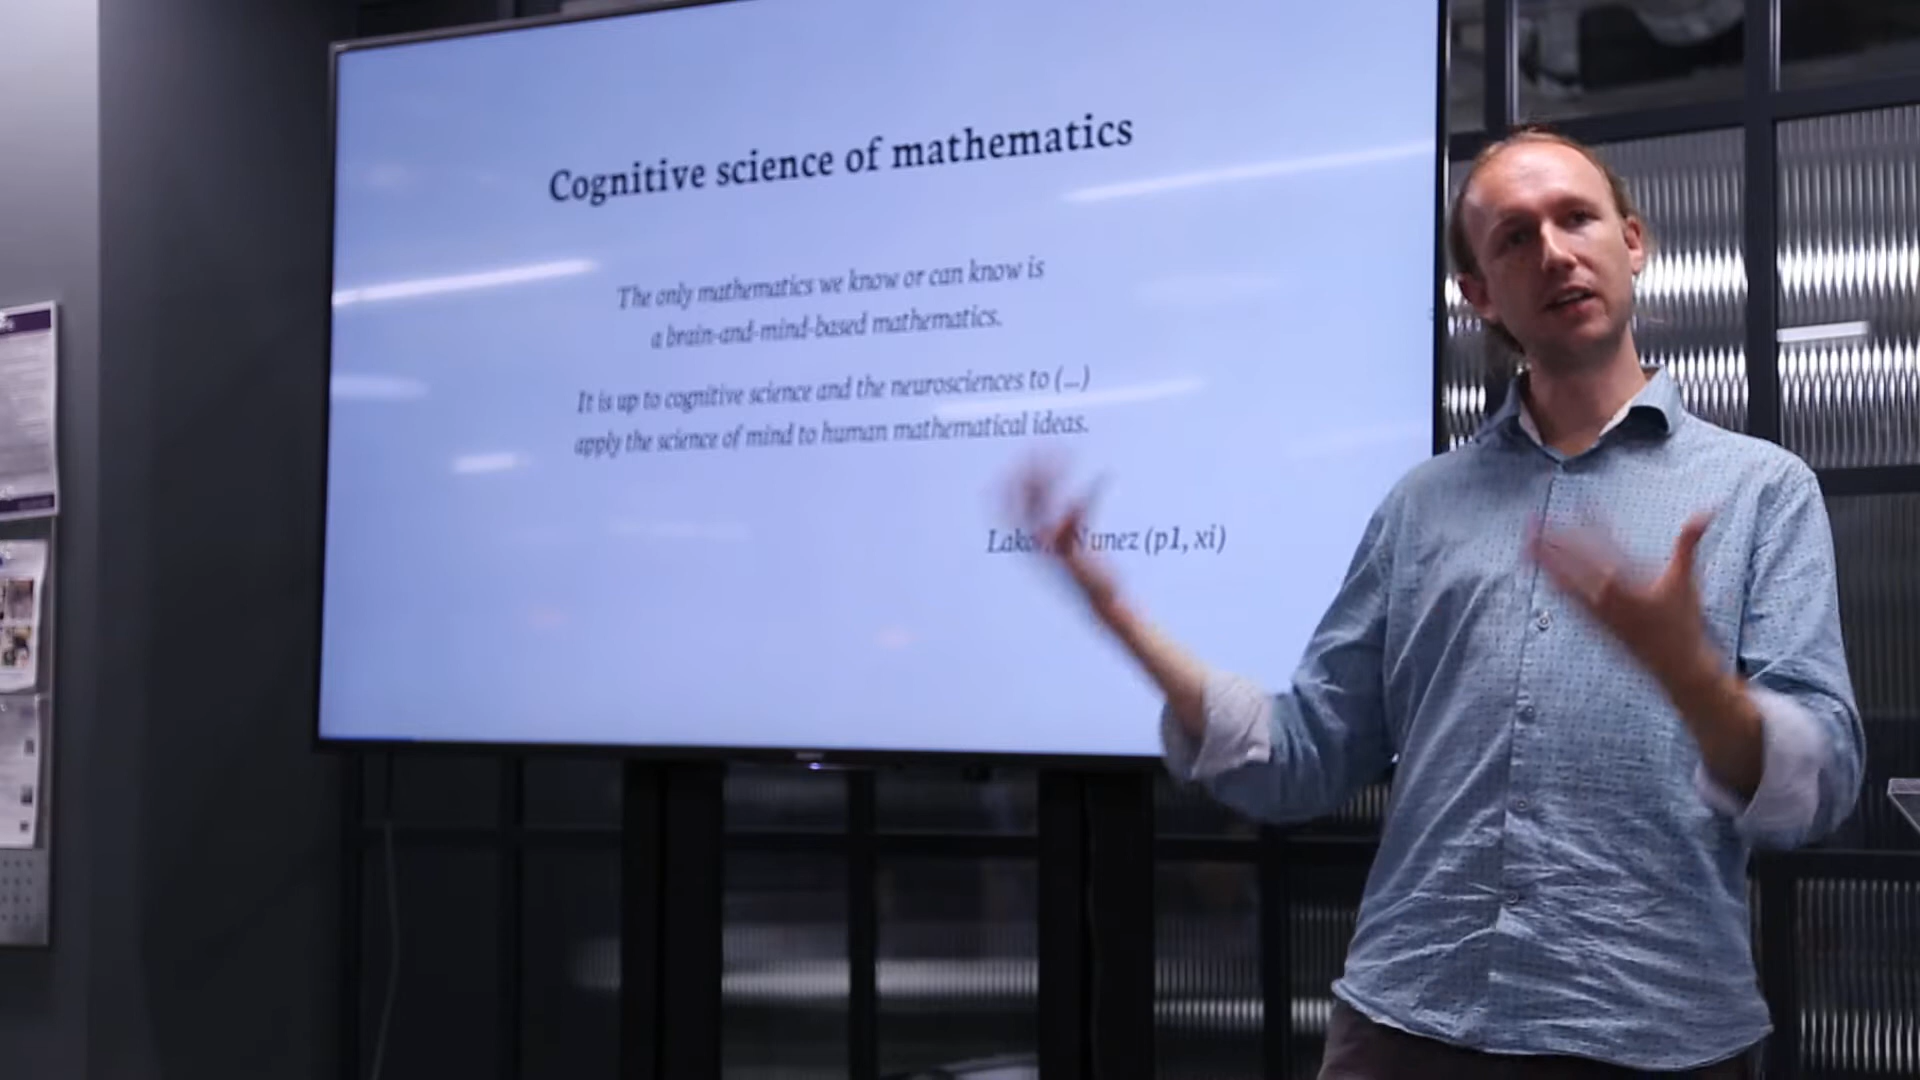 Cognitive science of mathematics
The only mathematics we know or can know is
a brain-and-mind-based mathematics.
It is up to cognitive science and the neurosciences to (...)
apply the science of mind to human mathematical ideas.
Nunez (p1, xi)